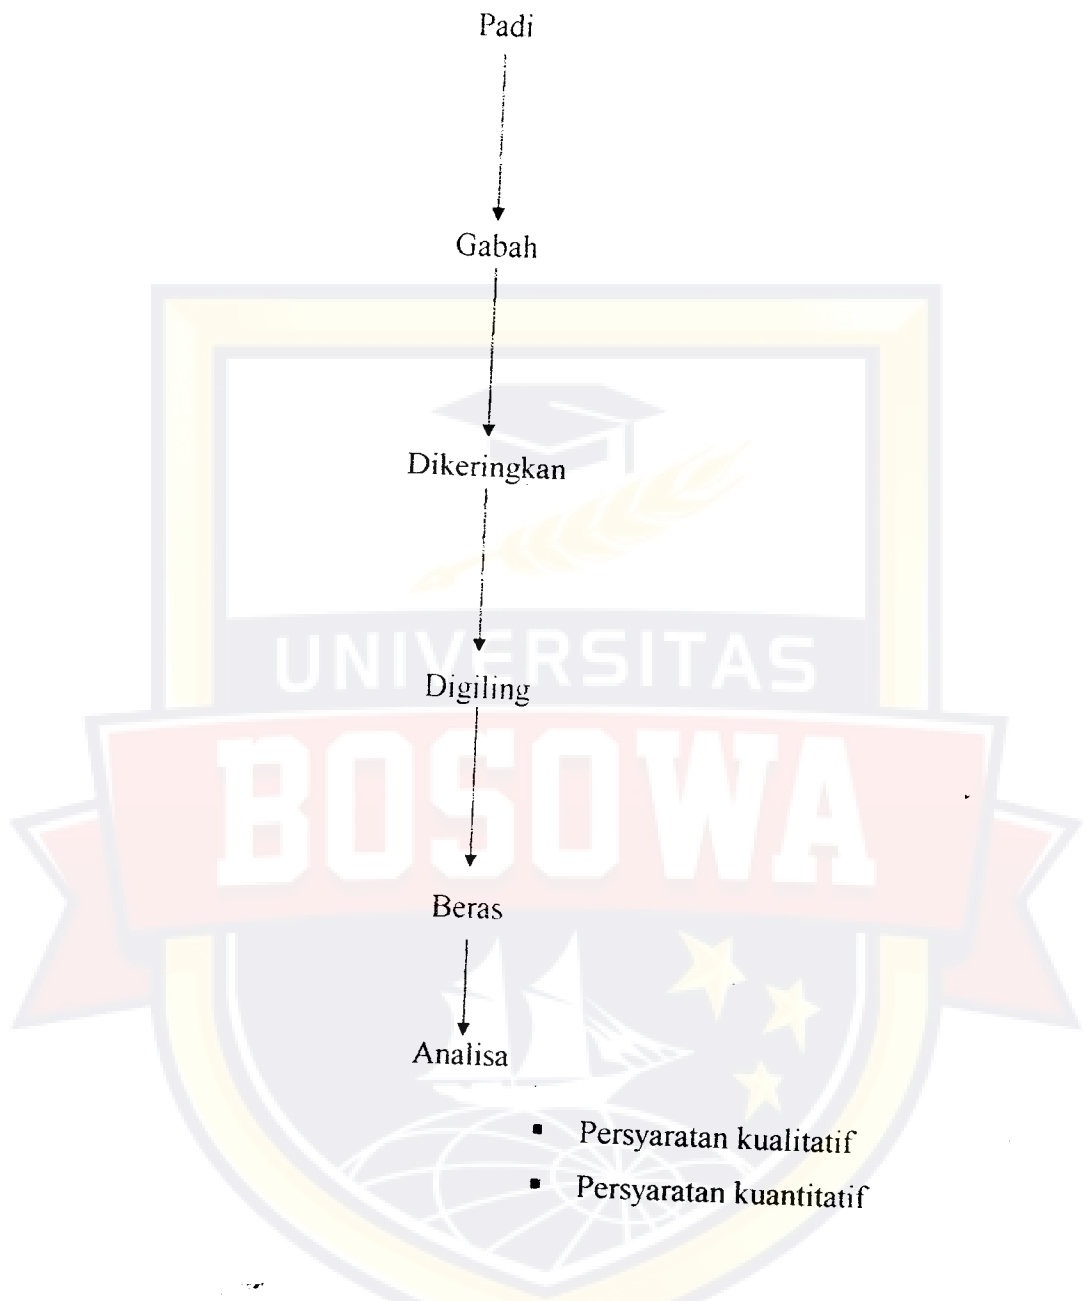 Padi
Gabah
Dikeringkan
UNIVERSITAS
Digiling
BOSOWA
Beras
Analisa
▪ Persyaratan kualitatif
▪ Persyaratan kuantitatif